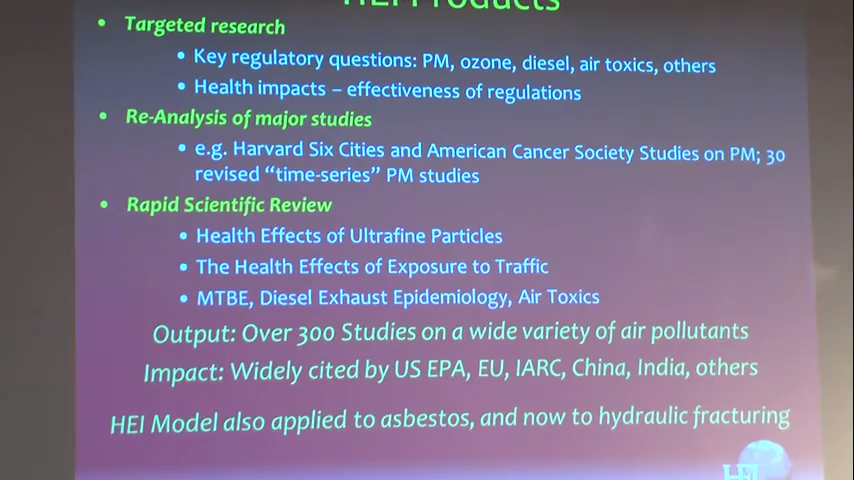 HEI Products
• Targeted research
• Key regulatory questions: PM, ozone, diesel, air toxics, others
• Health impacts – effectiveness of regulations
• Re-Analysis of major studies
• e.g. Harvard Six Cities and American Cancer Society Studies on PM; 30
revised “time-series” PM studies
• Rapid Scientific Review
• Health Effects of Ultrafine Particles
• The Health Effects of Exposure to Traffic
• MTBE, Diesel Exhaust Epidemiology, Air Toxics
Output: Over 300 Studies on a wide variety of air pollutants
Impact: Widely cited by US EPA, EU, IARC, China, India, others
HEI Model also applied to asbestos, and now to hydraulic fracturing
HEI